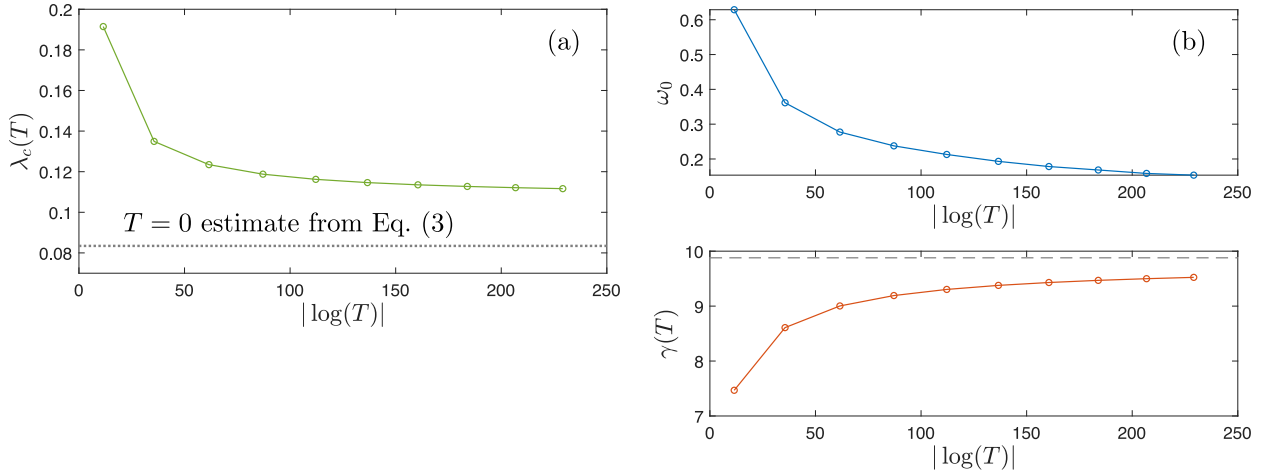 (a)
0.2
0.18
0.16
0.14
0.12
0.1
0.08
λ_c(T)
T = 0 estimate from Eq. (3)
0 50 100 150 200 250
| log(T)|
(b)
0.6
0.5
0.4
0.3
0.2
ω_0
0 50 100 150 200 250
| log(T)|
10
9
8
7
γ(T)
0 50 100 150 200 250
| log(T)|